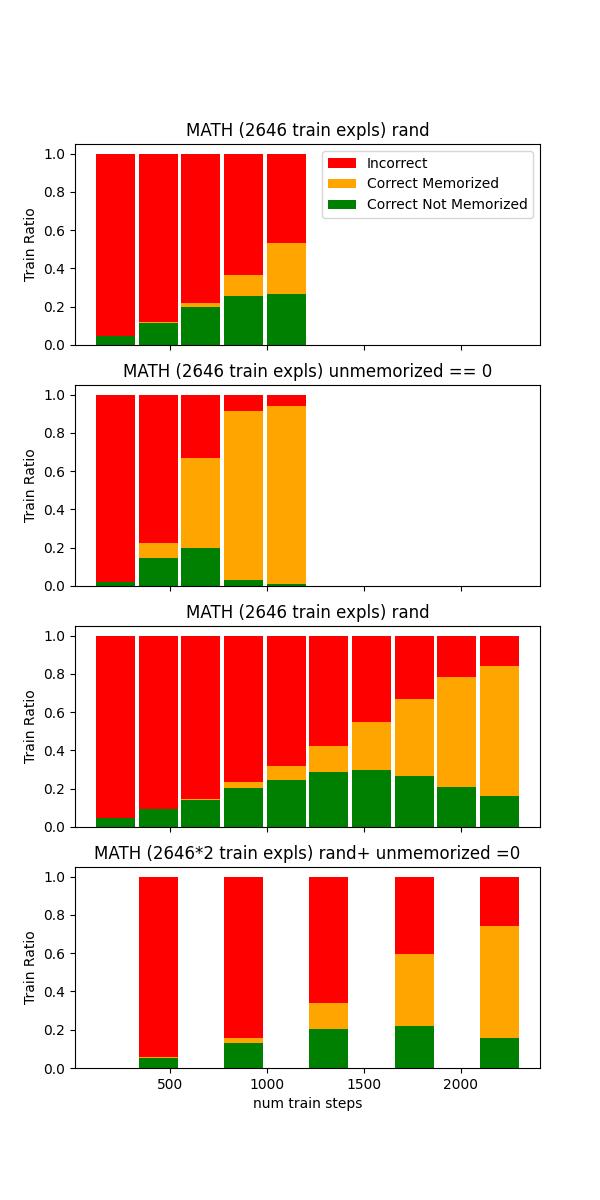 MATH (2646 train expls) rand
1.0
0.8
0.6
0.4
0.2
0.0
Train Ratio
Incorrect
Correct Memorized
Correct Not Memorized
MATH (2646 train expls) unmemorized == 0
1.0
0.8
0.6
0.4
0.2
0.0
Train Ratio
MATH (2646 train expls) rand
1.0
0.8
0.6
0.4
0.2
0.0
Train Ratio
MATH (2646*2 train expls) rand+ unmemorized =0
1.0
0.8
0.6
0.4
0.2
0.0
Train Ratio
500 1000 1500 2000
num train steps